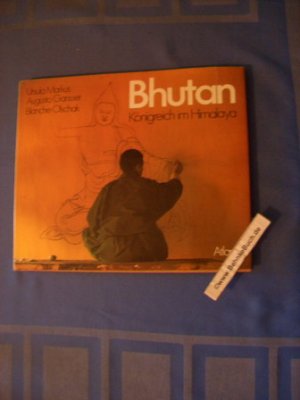 Ursula Markus
Augusto Gansser
Blanche Olschak
Bhutan
Königreich im Himalaya